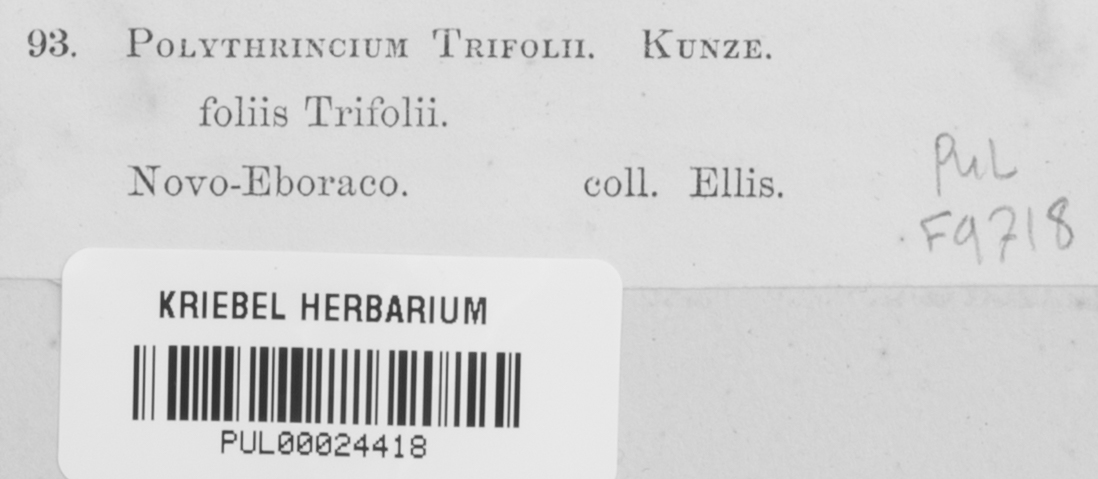 93. POLYTHRINCIUM TRIFOLII. KUNZE.
foliis Trifolii.
Novo-Eboraco. coll. Ellis.
PUL
F9718
KRIEBEL HERBARIUM
PUL00024418